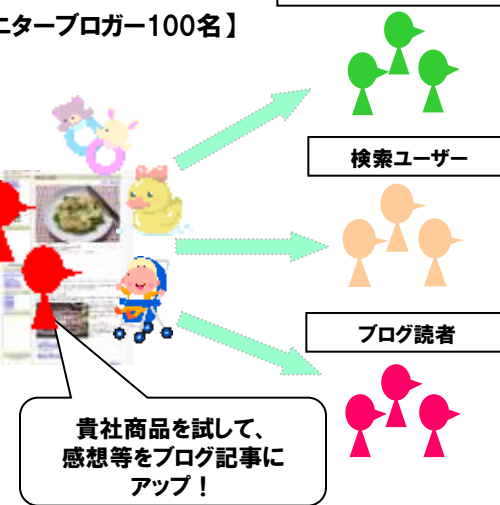 ニターブロガー100名】
検索ユーザー
ブログ読者
貴社商品を試して、
感想等をブログ記事に
アップ！